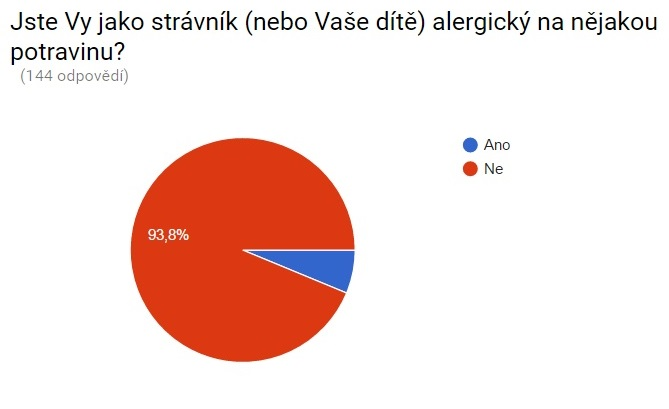 Jste Vy jako strávník (nebo Vaše dítě) alergický na nějakou
potravinu?
(144 odpovědí)
Ano
Ne
93,8%